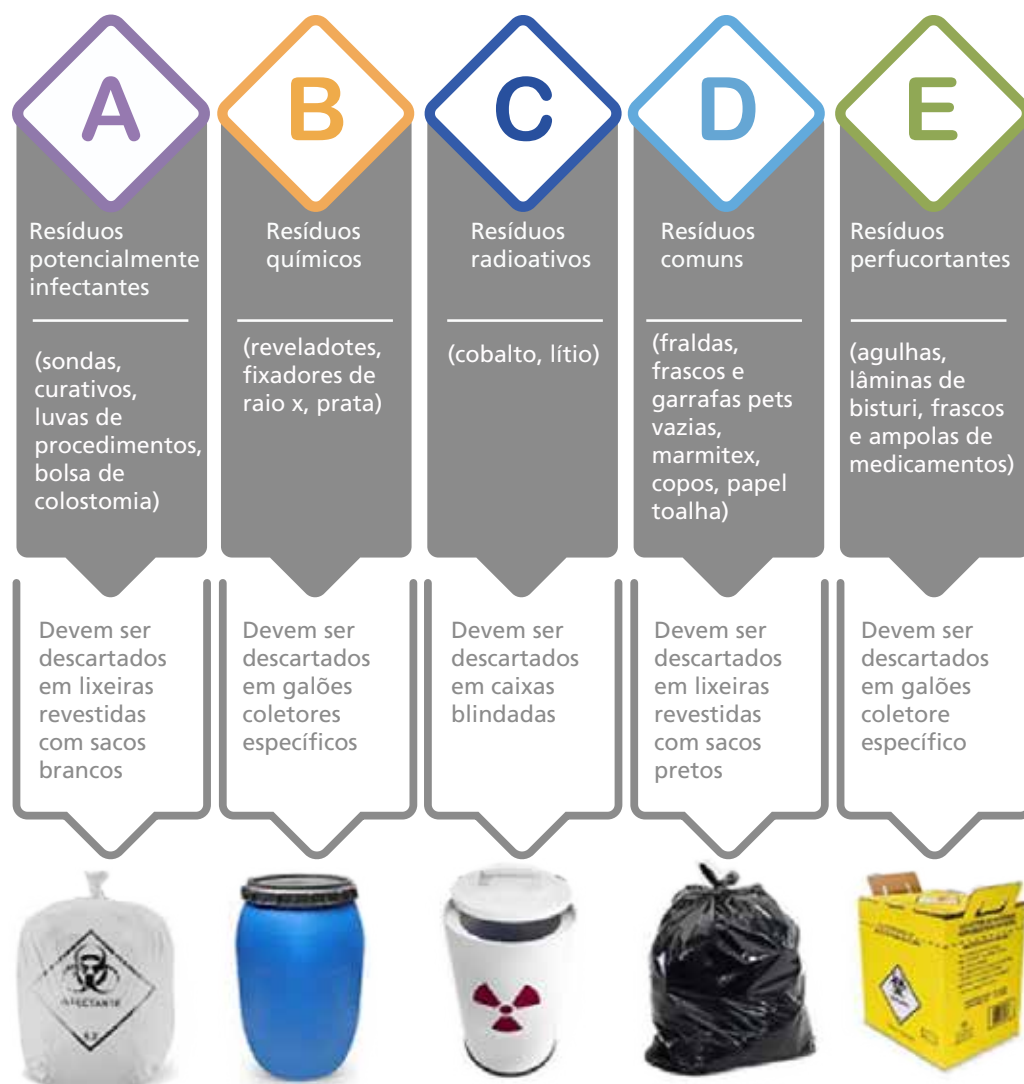 A
Resíduos
potencialmente
infectantes
(sondas,
curativos,
luvas de
procedimentos,
bolsa de
colostomia)
Devem ser
descartados
em lixeiras
revestidas
com sacos
brancos
INFECTANTE
B
Resíduos
químicos
(reveladotes,
fixadores de
raio x, prata)
Devem ser
descartados
em galões
coletores
específicos
C
Resíduos
radioativos
(cobalto, lítio)
Devem ser
descartados
em caixas
blindadas
D
Resíduos
comuns
(fraldas,
frascos e
garrafas pets
vazias,
marmitex,
copos, papel
toalha)
Devem ser
descartados
em lixeiras
revestidas
com sacos
pretos
E
Resíduos
perfucortantes
(agulhas,
lâminas de
bisturi, frascos
e ampolas de
medicamentos)
Devem ser
descartados
em galões
coletore
específico